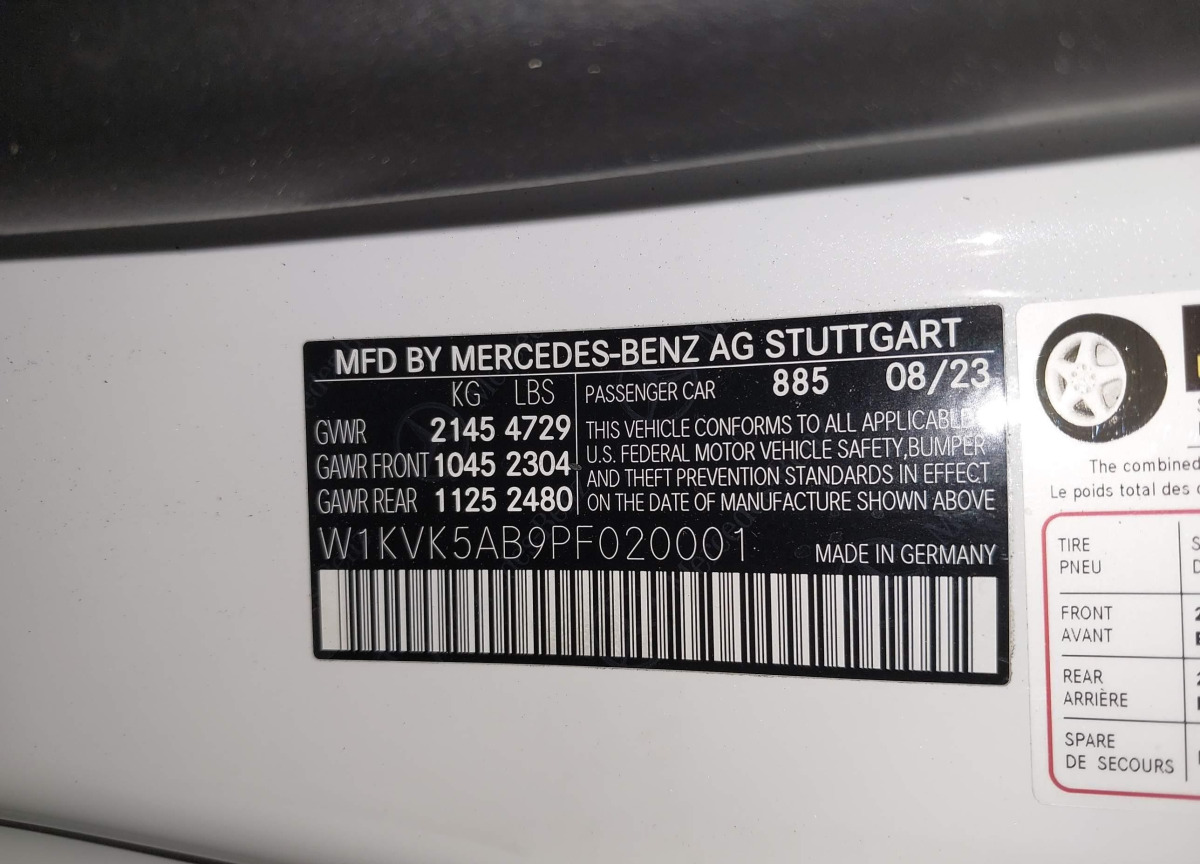 MFD BY MERCEDES-BENZ AG STUTTGART
KG LBS
GVWR 2145 4729
GAWR FRONT 1045 2304
GAWR REAR 1125 2480
PASSENGER CAR 885 08/23
THIS VEHICLE CONFORMS TO ALL APPLICABLE
U.S. FEDERAL MOTOR VEHICLE SAFETY, BUMPER
AND THEFT PREVENTION STANDARDS IN EFFECT
ON THE DATE OF MANUFACTURE SHOWN ABOVE
W1KVK5AB9PF020001
MADE IN GERMANY
The combined
Le poids total des
TIRE
PNEU
FRONT
AVANT
REAR
ARRIÈRE
SPARE
DE SECOURS